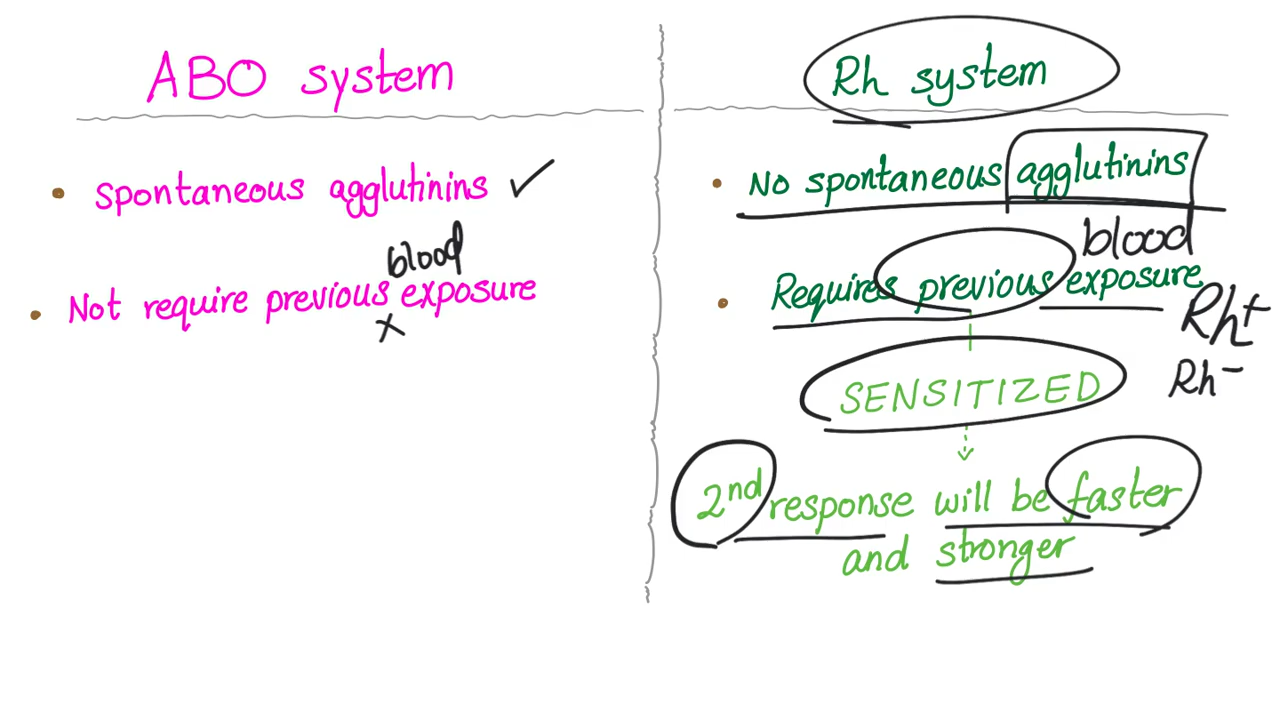 ABO system
• spontaneous agglutinins ✓
blood
• Not require previous exposure
x
Rh system
• No spontaneous agglutinins
blood
• Requires previous exposure
Rh+
SENSITIZED
Rh-
2nd response will be faster
and stronger